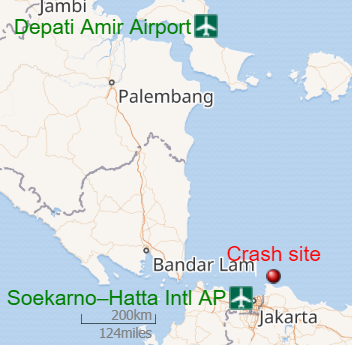 Jambi
Depati Amir Airport
Palembang
Crash site
Bandar Lam
Soekarno–Hatta Intl AP
200km
Jakarta
124miles